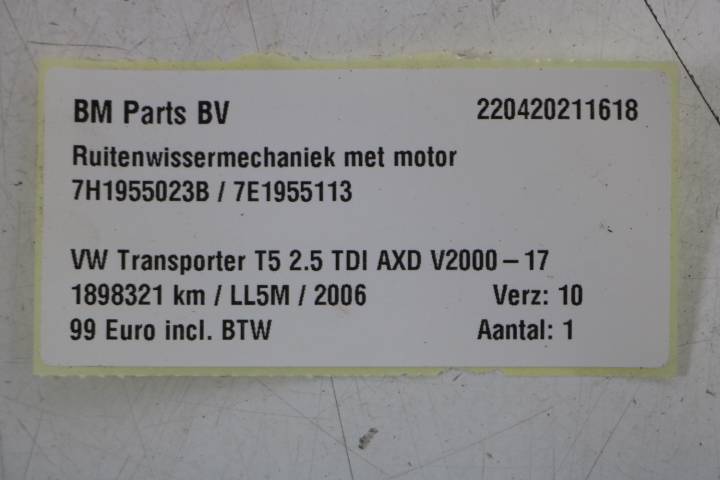 BM Parts BV 220420211618
Ruitenwissermechaniek met motor
7H1955023B / 7E1955113
VW Transporter T5 2.5 TDI AXD V2000 – 17
1898321 km / LL5M / 2006 Verz: 10
99 Euro incl. BTW Aantal: 1